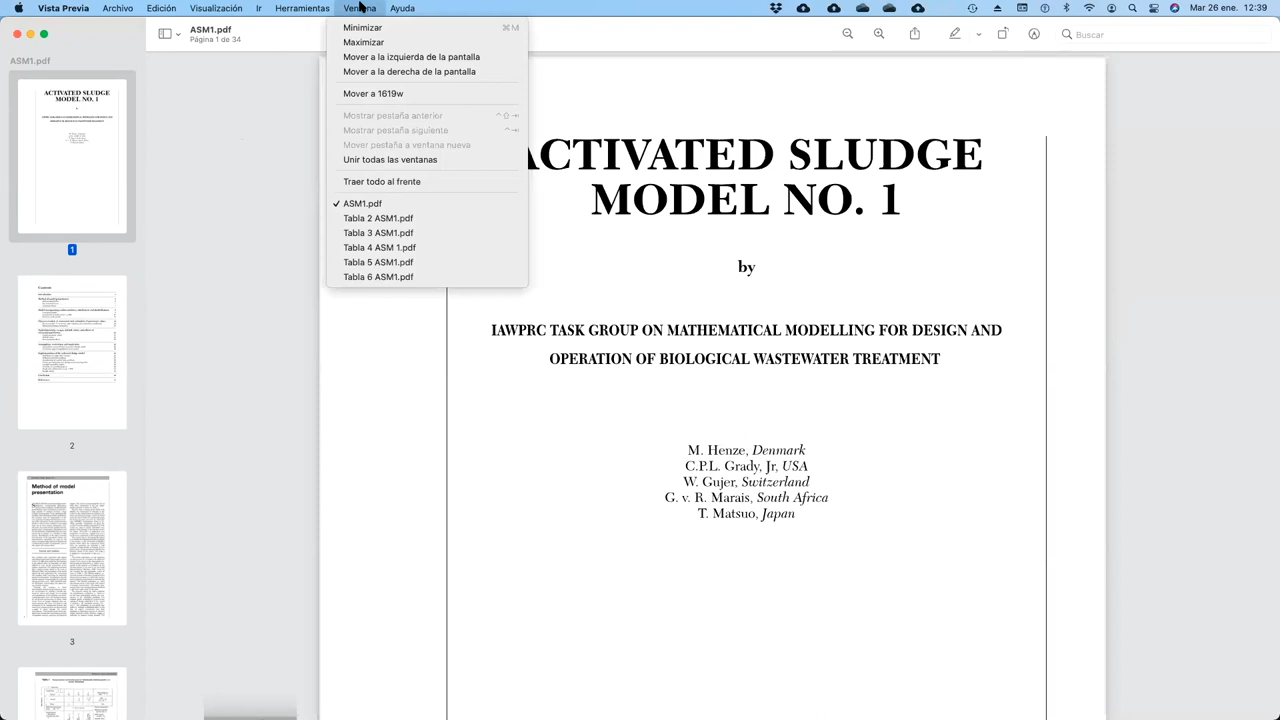 Vista Previa Archivo Edición Visualización Ir Herramientas Ventana Ayuda Mar 26 ene. 12:39
ASM1.pdf
Página 1 de 34
Buscar
Minimizar ⌘M
Maximizar
Mover a la izquierda de la pantalla
Mover a la derecha de la pantalla
Mover a 1619w
Mostrar pestaña anterior
Mostrar pestaña siguiente
Mover pestaña a ventana nueva
Unir todas las ventanas
Traer todo al frente
✓ ASM1.pdf
Tabla 2 ASM1.pdf
Tabla 3 ASM1.pdf
Tabla 4 ASM 1.pdf
Tabla 5 ASM1.pdf
Tabla 6 ASM1.pdf
ASM1.pdf
ACTIVATED SLUDGE
MODEL NO. 1
1
2
Method of model
presentation
3
ACTIVATED SLUDGE
MODEL NO. 1
by
IAWPRC TASK GROUP ON MATHEMATICAL MODELLING FOR DESIGN AND
OPERATION OF BIOLOGICAL WASTEWATER TREATMENT
M. Henze, Denmark
C.P.L. Grady, Jr, USA
W. Gujer, Switzerland
G. v. R. Marais, South Africa
T. Matsuo, Japan